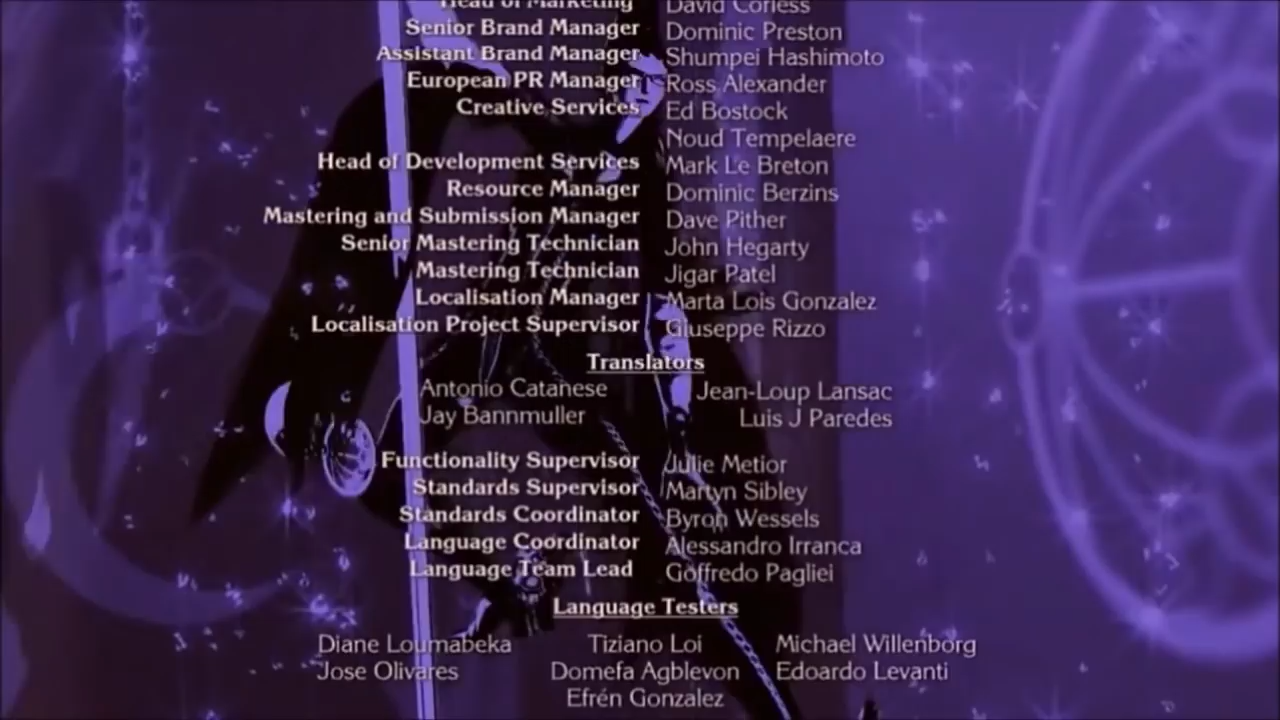 Head of Marketing David Corless
Senior Brand Manager Dominic Preston
Assistant Brand Manager Shumpei Hashimoto
European PR Manager Ross Alexander
Creative Services Ed Bostock
Noud Tempelaere
Head of Development Services Mark Le Breton
Resource Manager Dominic Berzins
Mastering and Submission Manager Dave Pither
Senior Mastering Technician John Hegarty
Mastering Technician Jigar Patel
Localisation Manager Marta Lois Gonzalez
Localisation Project Supervisor Giuseppe Rizzo
Translators
Antonio Catanese Jean-Loup Lansac
Jay Bannmuller Luis J Paredes
Functionality Supervisor Julie Metior
Standards Supervisor Martyn Sibley
Standards Coordinator Byron Wessels
Language Coordinator Alessandro Irranca
Language Team Lead Goffredo Pagliei
Language Testers
Diane Loumabeka Tiziano Loi Michael Willenborg
Jose Olivares Domefa Agblevon Edoardo Levanti
Efrén Gonzalez